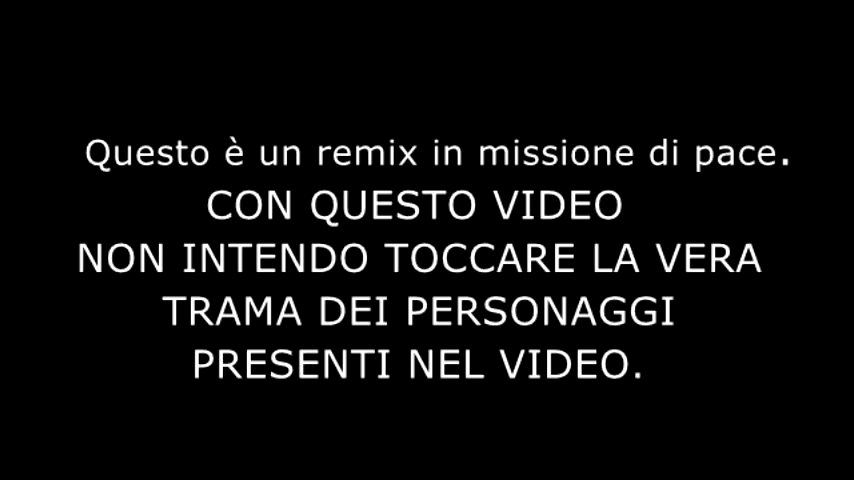 Questo è un remix in missione di pace.
CON QUESTO VIDEO
NON INTENDO TOCCARE LA VERA
TRAMA DEI PERSONAGGI
PRESENTI NEL VIDEO.